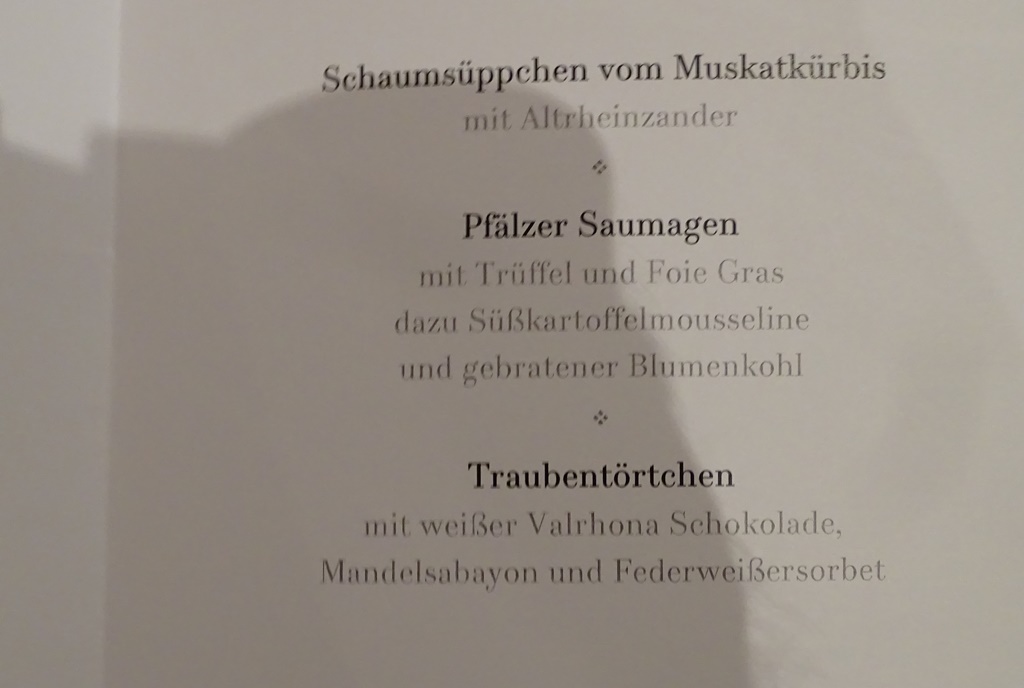 Schaumsüppchen vom Muskatkürbis
mit Altrheinzander
Pfälzer Saumagen
mit Trüffel und Foie Gras
dazu Süßkartoffelmousseline
und gebratener Blumenkohl
Traubentörtchen
mit weißer Valrhona Schokolade,
Mandelsabayon und Federweißersorbet